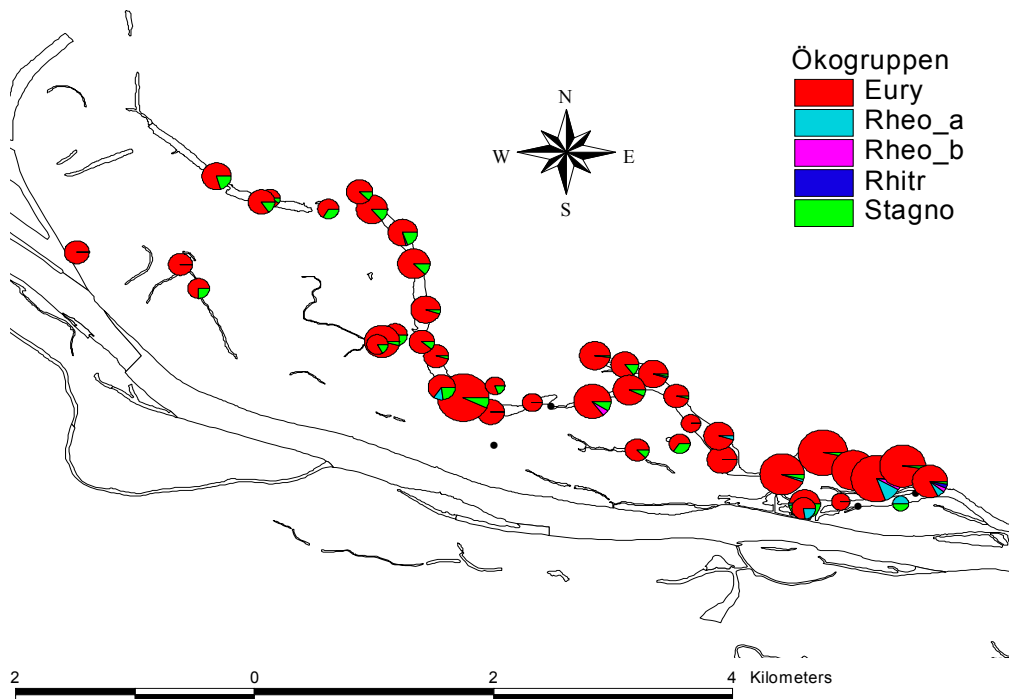 Ökogruppen
Eury
Rheo_a
Rheo_b
Rhitr
Stagno
N
W E
S
2 0 2 4 Kilometers